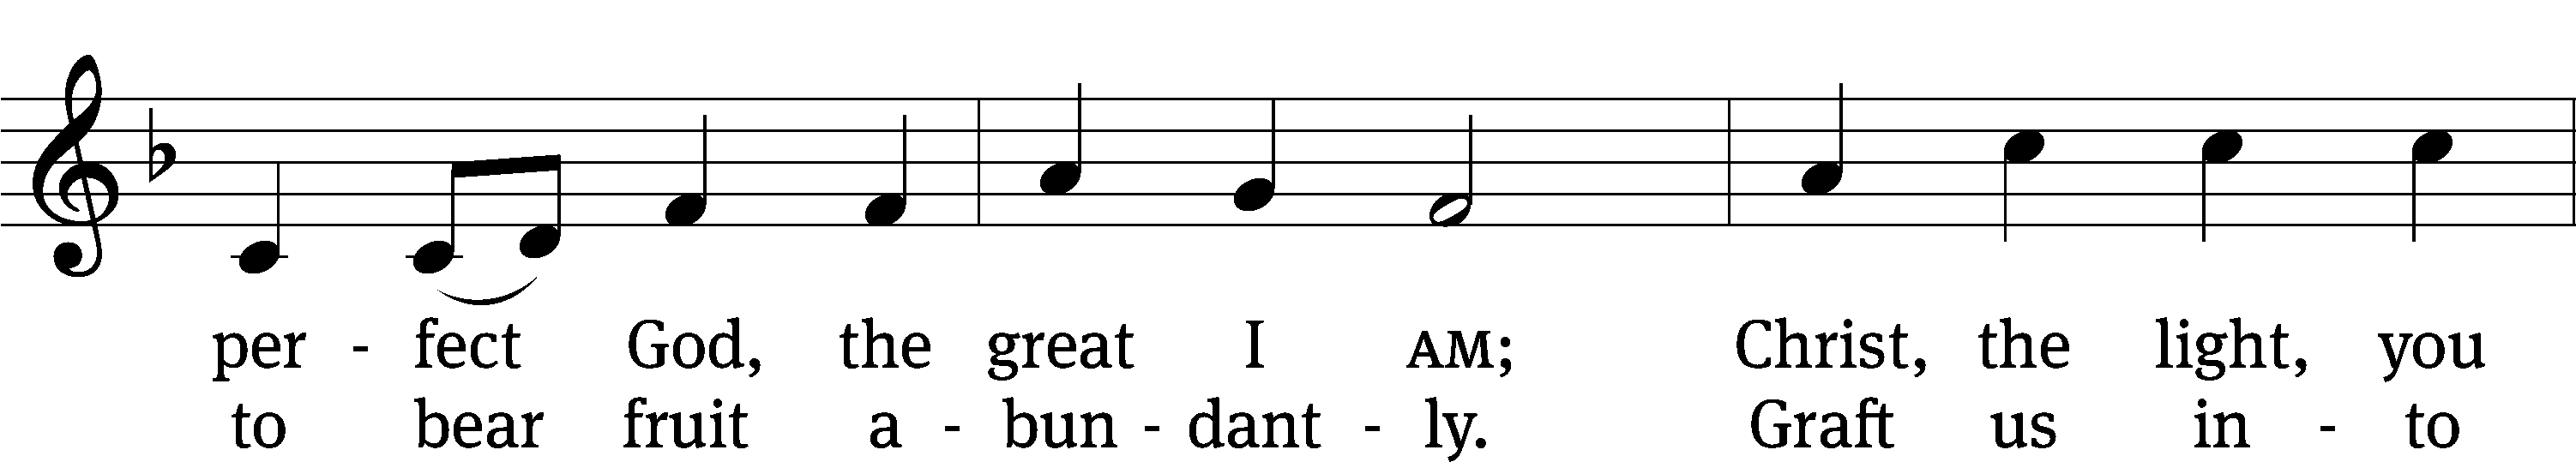 per - fect God, the great I AM; Christ, the light, you
to bear fruit a - bun - dant - ly. Graft us in - to